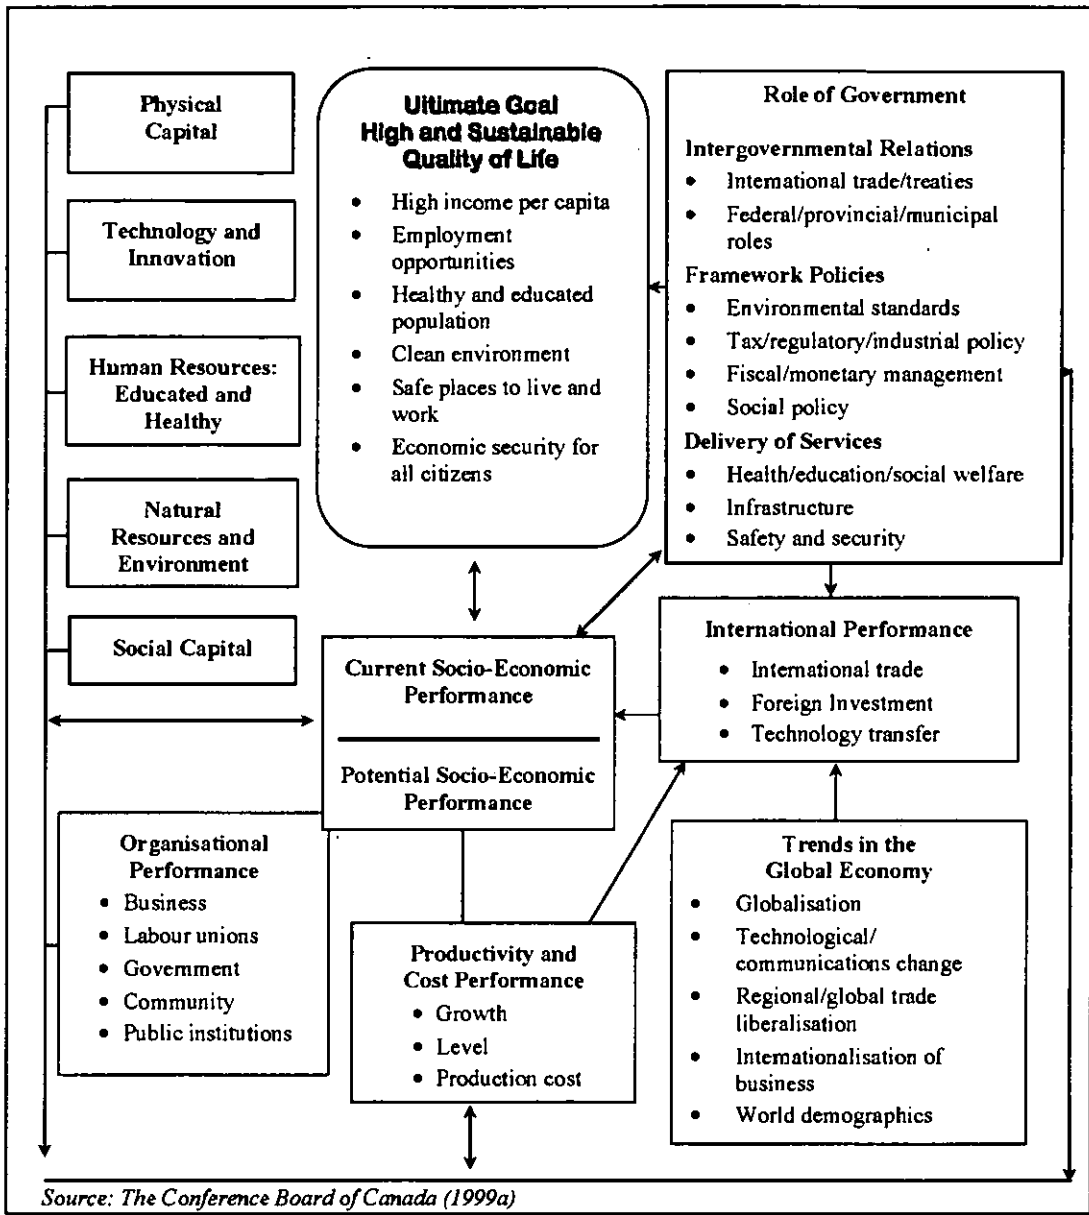 Physical
Capital
Technology and
Innovation
Human Resources:
Educated and
Healthy
Natural
Resources and
Environment
Social Capital
Ultimate Goal
High and Sustainable
Quality of Life
• High income per capita
• Employment
opportunities
• Healthy and educated
population
• Clean environment
• Safe places to live and
work
• Economic security for
all citizens
Role of Government
Intergovernmental Relations
• International trade/treaties
• Federal/provincial/municipal
roles
Framework Policies
• Environmental standards
• Tax/regulatory/industrial policy
• Fiscal/monetary management
• Social policy
Delivery of Services
• Health/education/social welfare
• Infrastructure
• Safety and security
Current Socio-Economic
Performance
Potential Socio-Economic
Performance
International Performance
• International trade
• Foreign Investment
• Technology transfer
Organisational
Performance
• Business
• Labour unions
• Government
• Community
• Public institutions
Productivity and
Cost Performance
• Growth
• Level
• Production cost
Trends in the
Global Economy
• Globalisation
• Technological/
communications change
• Regional/global trade
liberalisation
• Internationalisation of
business
• World demographics
Source: The Conference Board of Canada (1999a)